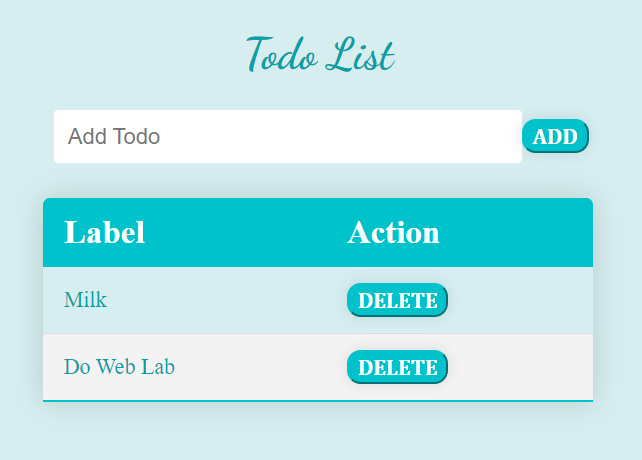 Todo List
Add Todo ADD
Label Action
Milk DELETE
Do Web Lab DELETE